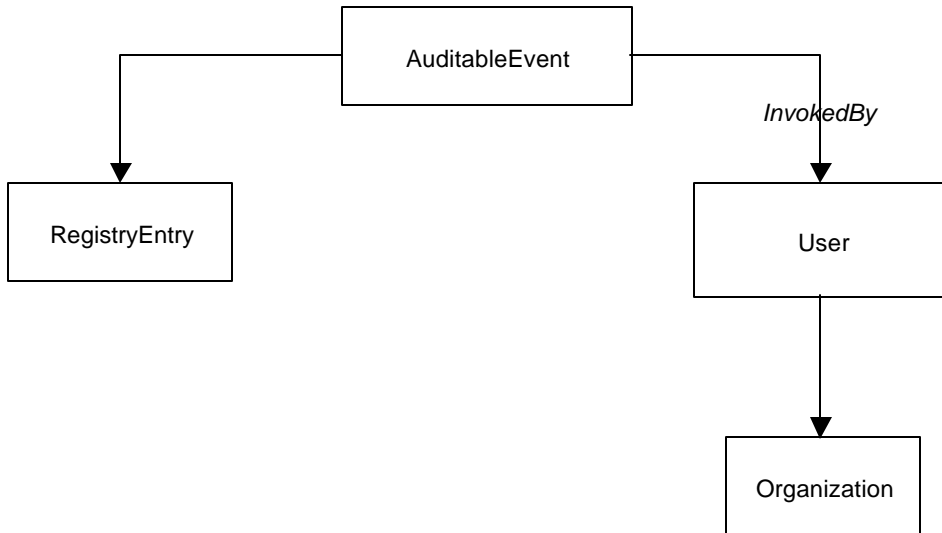 AuditableEvent
InvokedBy
RegistryEntry
User
Organization